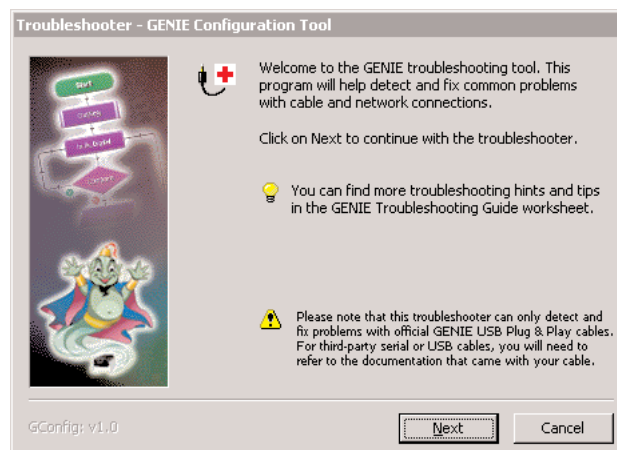 Troubleshooter - GENIE Configuration Tool
Start
Welcome to the GENIE troubleshooting tool. This
program will help detect and fix common problems
with cable and network connections.
Click on Next to continue with the troubleshooter.
You can find more troubleshooting hints and tips
in the GENIE Troubleshooting Guide worksheet.
Please note that this troubleshooter can only detect and
fix problems with official GENIE USB Plug & Play cables.
For third-party serial or USB cables, you will need to
refer to the documentation that came with your cable.
GConfig: v1.0
Next
Cancel